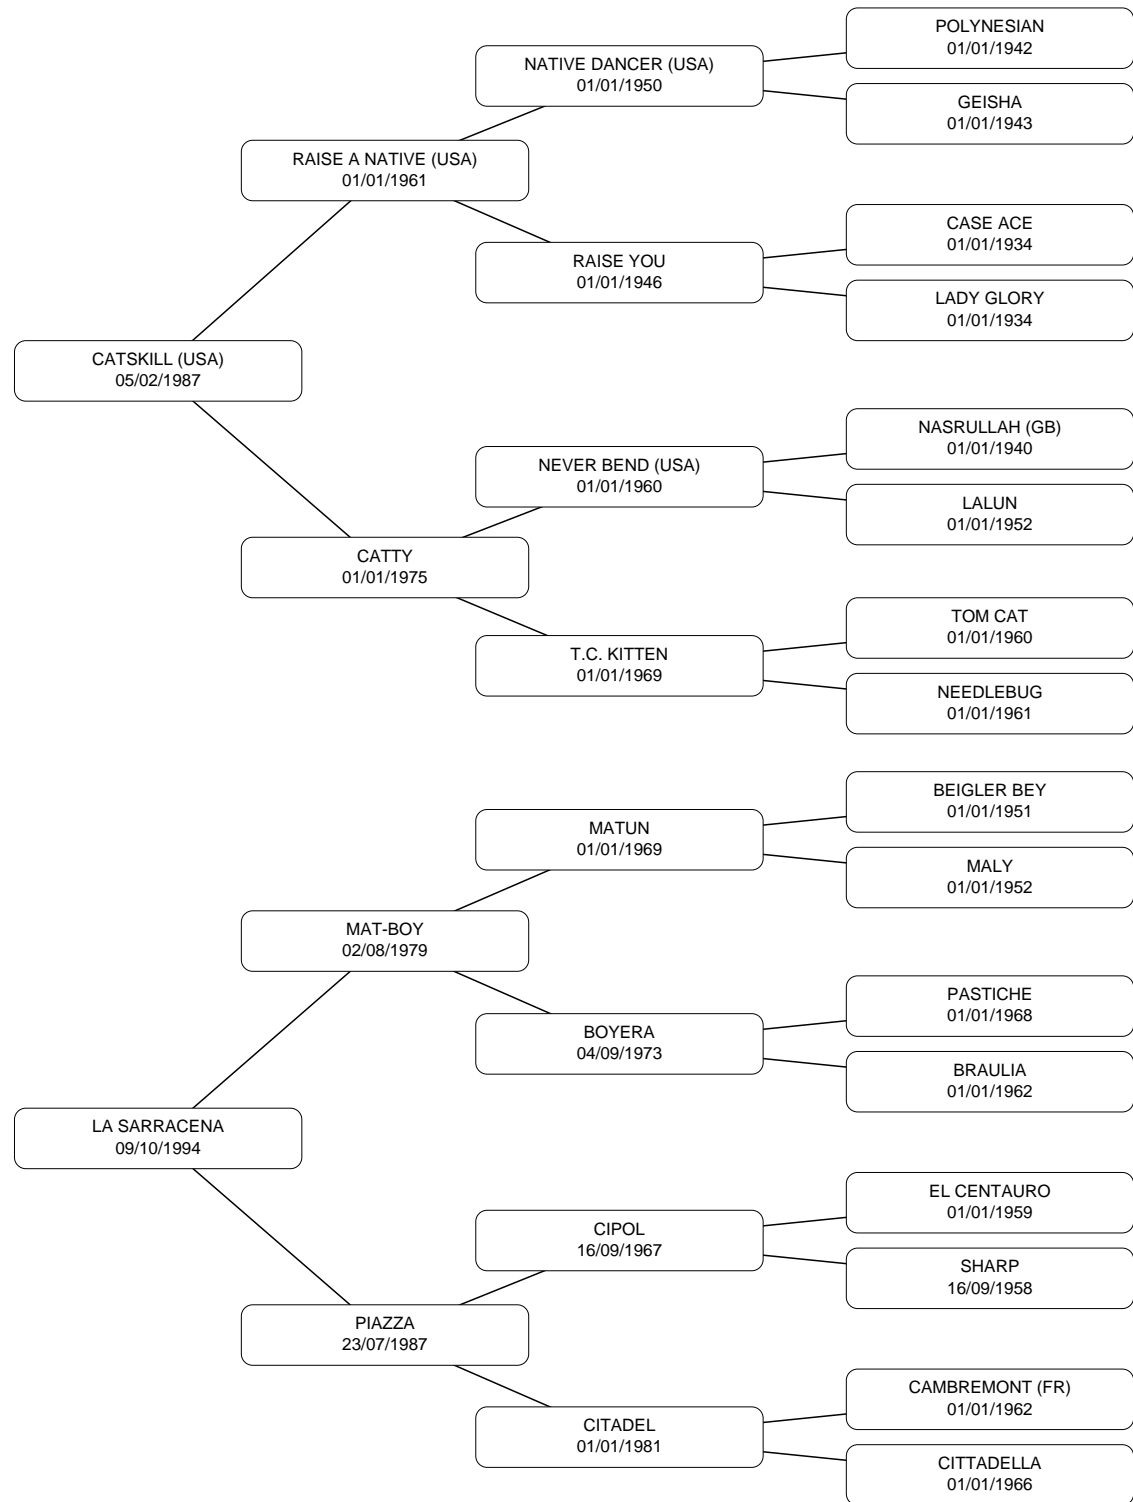 POLYNESIAN
01/01/1942
NATIVE DANCER (USA)
01/01/1950
GEISHA
01/01/1943
RAISE A NATIVE (USA)
01/01/1961
CASE ACE
01/01/1934
RAISE YOU
01/01/1946
LADY GLORY
01/01/1934
CATSKILL (USA)
05/02/1987
NASRULLAH (GB)
01/01/1940
NEVER BEND (USA)
01/01/1960
LALUN
01/01/1952
CATTY
01/01/1975
TOM CAT
01/01/1960
T.C. KITTEN
01/01/1969
NEEDLEBUG
01/01/1961
BEIGLER BEY
01/01/1951
MATUN
01/01/1969
MALY
01/01/1952
MAT-BOY
02/08/1979
PASTICHE
01/01/1968
BOYERA
04/09/1973
BRAULIA
01/01/1962
LA SARRACENA
09/10/1994
EL CENTAURO
01/01/1959
CIPOL
16/09/1967
SHARP
16/09/1958
PIAZZA
23/07/1987
CAMBREMONT (FR)
01/01/1962
CITADEL
01/01/1981
CITTADELLA
01/01/1966